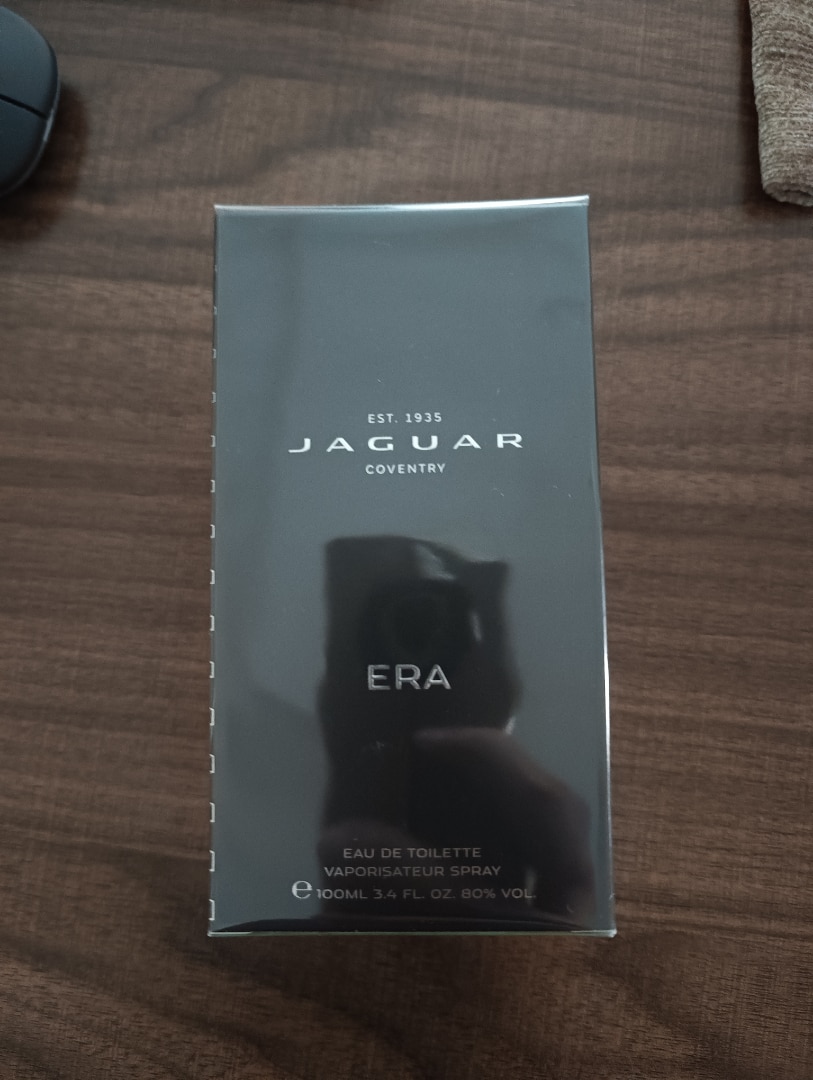 EST. 1935
JAGUAR
COVENTRY
ERA
EAU DE TOILETTE
VAPORISATEUR SPRAY
℮ 100ML 3.4 FL. OZ. 80% VOL.